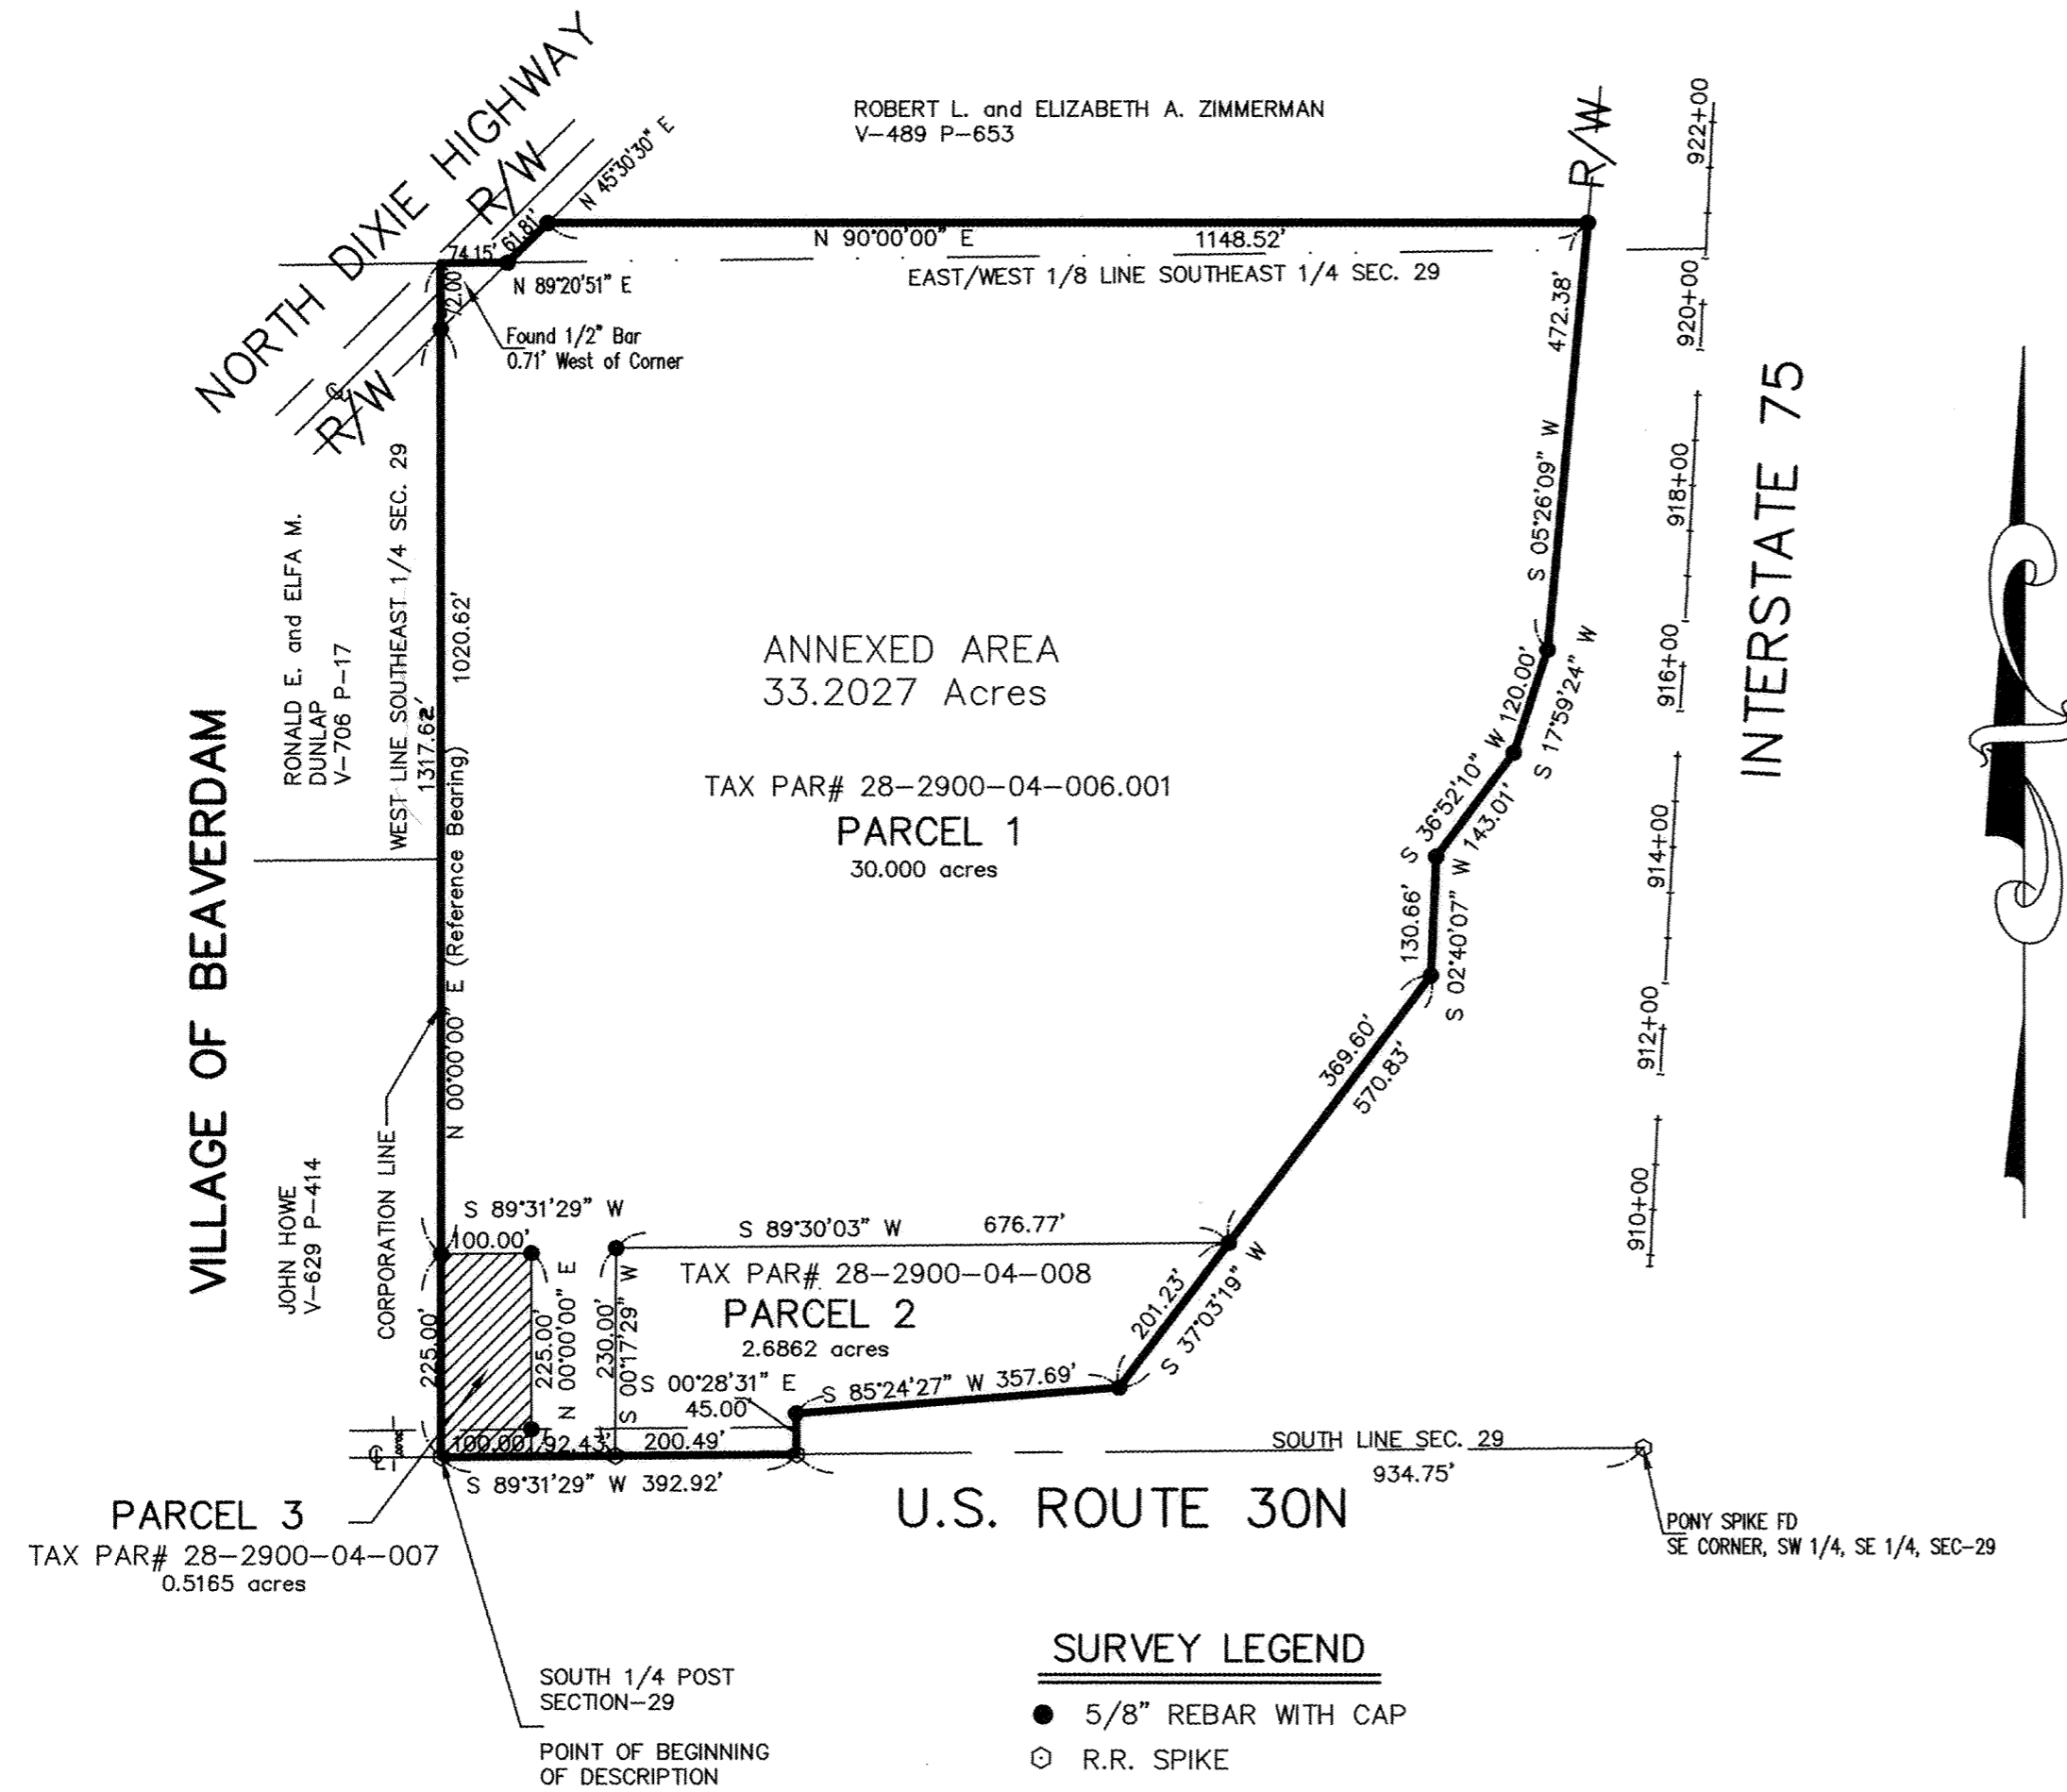 ROBERT L. and ELIZABETH A. ZIMMERMAN
V-489 P-653
NORTH DIXIE HIGHWAY
R/W
R/W
R/W
N 45°30'30" E
61.81'
74.15'
72.00'
N 89°20'51" E
Found 1/2" Bar
0.71' West of Corner
N 90°00'00" E 1148.52'
EAST/WEST 1/8 LINE SOUTHEAST 1/4 SEC. 29
922+00
920+00
918+00
916+00
914+00
912+00
910+00
INTERSTATE 75
472.38'
S 05°26'09" W
120.00'
S 17°59'24" W
S 36°52'10" W
143.01'
130.66'
S 02°40'07" W
369.60'
570.83'
201.23'
S 37°03'19" W
VILLAGE OF BEAVERDAM
RONALD E. and ELFA M.
DUNLAP
V-706 P-17
WEST LINE SOUTHEAST 1/4 SEC. 29
1317.62'
1020.62'
N 00°00'00" E (Reference Bearing)
JOHN HOWE
V-629 P-414
CORPORATION LINE
ANNEXED AREA
33.2027 Acres
TAX PAR# 28-2900-04-006.001
PARCEL 1
30.000 acres
S 89°31'29" W
100.00'
225.00'
225.00'
N 00°00'00" E
230.00'
S 00°17'29" W
S 89°30'03" W 676.77'
TAX PAR# 28-2900-04-008
PARCEL 2
2.6862 acres
S 00°28'31" E
45.00'
S 85°24'27" W 357.69'
100.00'
92.43'
200.49'
S 89°31'29" W 392.92'
SOUTH LINE SEC. 29
934.75'
U.S. ROUTE 30N
PONY SPIKE FD
SE CORNER, SW 1/4, SE 1/4, SEC-29
PARCEL 3
TAX PAR# 28-2900-04-007
0.5165 acres
SOUTH 1/4 POST
SECTION-29
POINT OF BEGINNING
OF DESCRIPTION
SURVEY LEGEND
5/8" REBAR WITH CAP
R.R. SPIKE